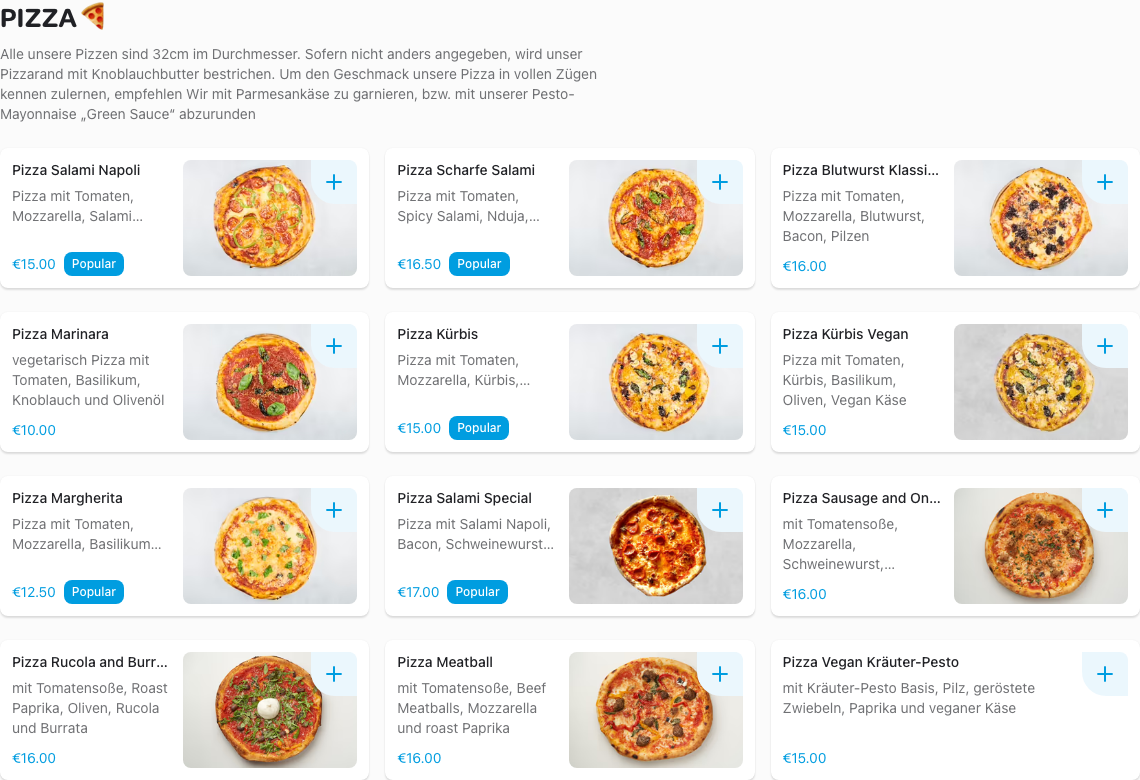 PIZZA
Alle unsere Pizzen sind 32cm im Durchmesser. Sofern nicht anders angegeben, wird unser
Pizzarand mit Knoblauchbutter bestrichen. Um den Geschmack unsere Pizza in vollen Zügen
kennen zulernen, empfehlen Wir mit Parmesankäse zu garnieren, bzw. mit unserer Pesto-
Mayonnaise „Green Sauce“ abzurunden
Pizza Salami Napoli
Pizza mit Tomaten,
Mozzarella, Salami...
€15.00 Popular
Pizza Scharfe Salami
Pizza mit Tomaten,
Spicy Salami, Nduja,...
€16.50 Popular
Pizza Blutwurst Klassi...
Pizza mit Tomaten,
Mozzarella, Blutwurst,
Bacon, Pilzen
€16.00
Pizza Marinara
vegetarisch Pizza mit
Tomaten, Basilikum,
Knoblauch und Olivenöl
€10.00
Pizza Kürbis
Pizza mit Tomaten,
Mozzarella, Kürbis,...
€15.00 Popular
Pizza Kürbis Vegan
Pizza mit Tomaten,
Kürbis, Basilikum,
Oliven, Vegan Käse
€15.00
Pizza Margherita
Pizza mit Tomaten,
Mozzarella, Basilikum...
€12.50 Popular
Pizza Salami Special
Pizza mit Salami Napoli,
Bacon, Schweinewurst...
€17.00 Popular
Pizza Sausage and On...
mit Tomatensoße,
Mozzarella,
Schweinewurst,...
€16.00
Pizza Rucola and Burr...
mit Tomatensoße, Roast
Paprika, Oliven, Rucola
und Burrata
€16.00
Pizza Meatball
mit Tomatensoße, Beef
Meatballs, Mozzarella
und roast Paprika
€16.00
Pizza Vegan Kräuter-Pesto
mit Kräuter-Pesto Basis, Pilz, geröstete
Zwiebeln, Paprika und veganer Käse
€15.00